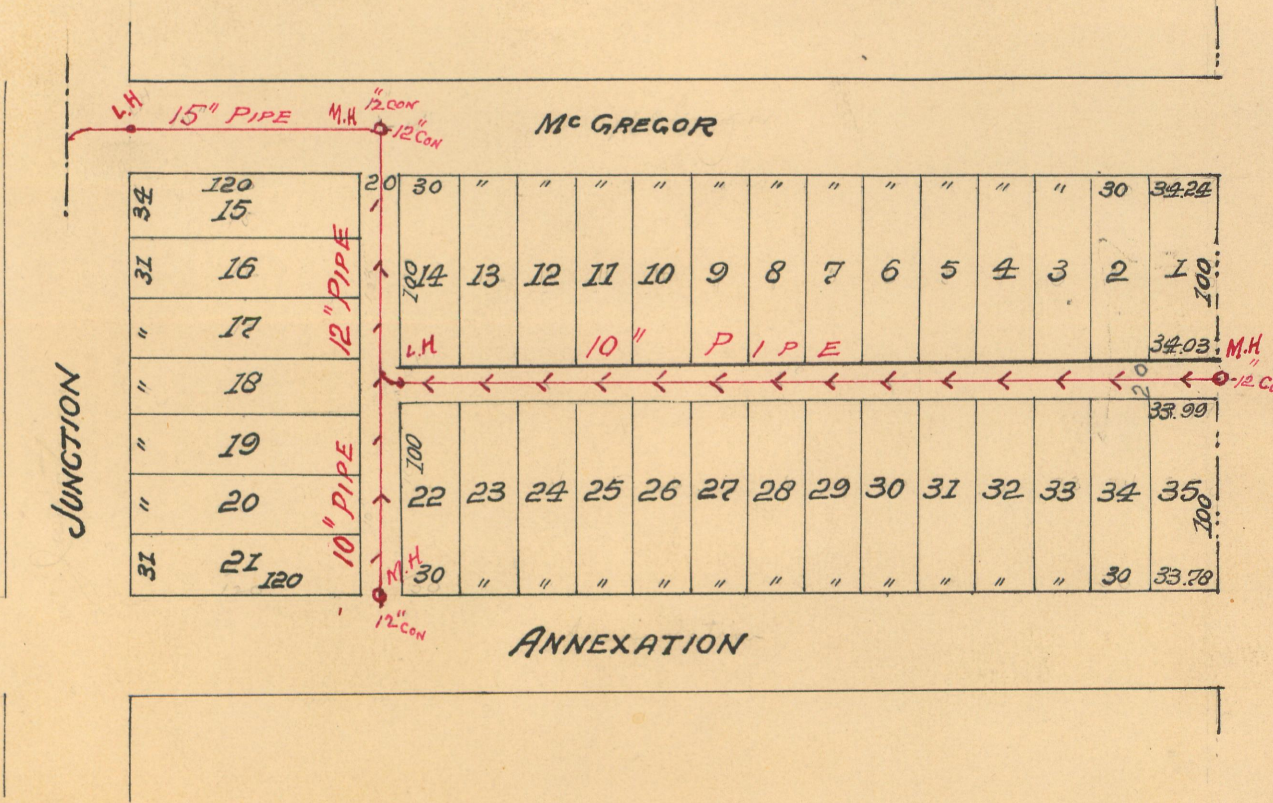 L.H 15" PIPE M.H "12 CON
12" CON
McGREGOR
34 120 20 30 " " " " " " " " " " " 30 34.24
15
31 16
" 17
" 18
" 19
" 20
31 21 120
12" PIPE
10" PIPE
100 14 13 12 11 10 9 8 7 6 5 4 3 2 1 100
L.H 10" PIPE 34.03 M.H
20 12" C
33.99
100
22 23 24 25 26 27 28 29 30 31 32 33 34 35 100
M.H 30 " " " " " " " " " " " 30 33.78
12" CON
JUNCTION
ANNEXATION